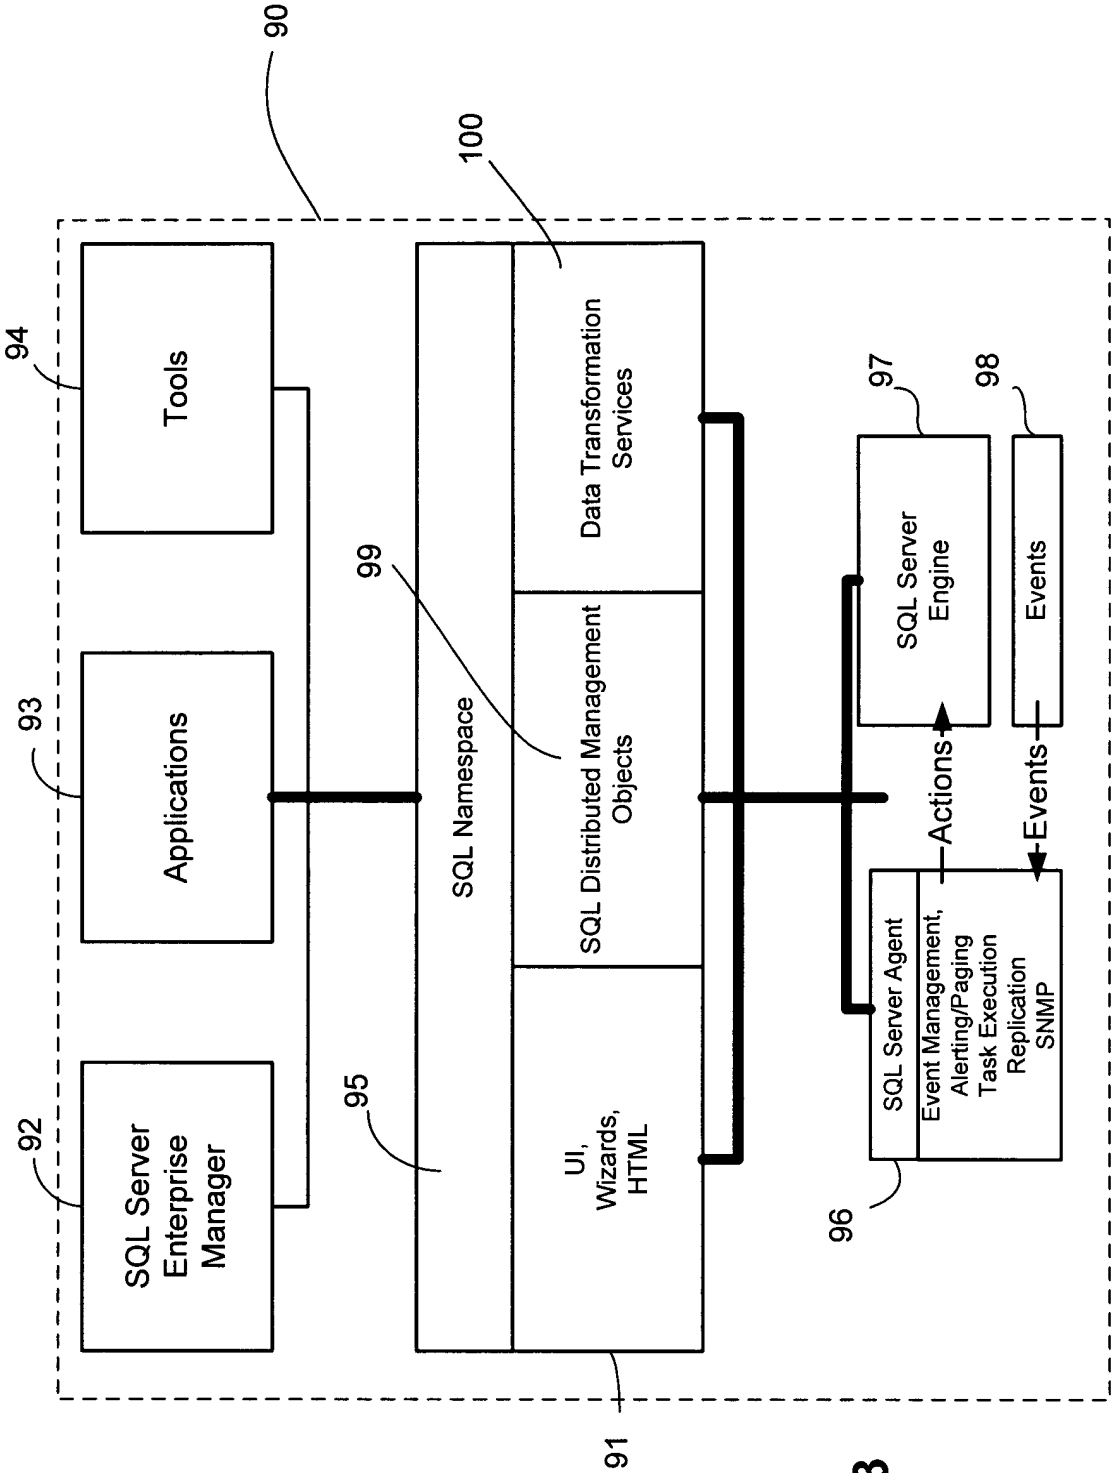 90
92
93
94
SQL Server
Enterprise
Manager
Applications
Tools
95
99
100
SQL Namespace
UI,
Wizards,
HTML
SQL Distributed Management
Objects
Data Transformation
Services
91
96
97
98
SQL Server Agent
Event Management,
Alerting/Paging
Task Execution
Replication
SNMP
Actions
SQL Server
Engine
Events
Events